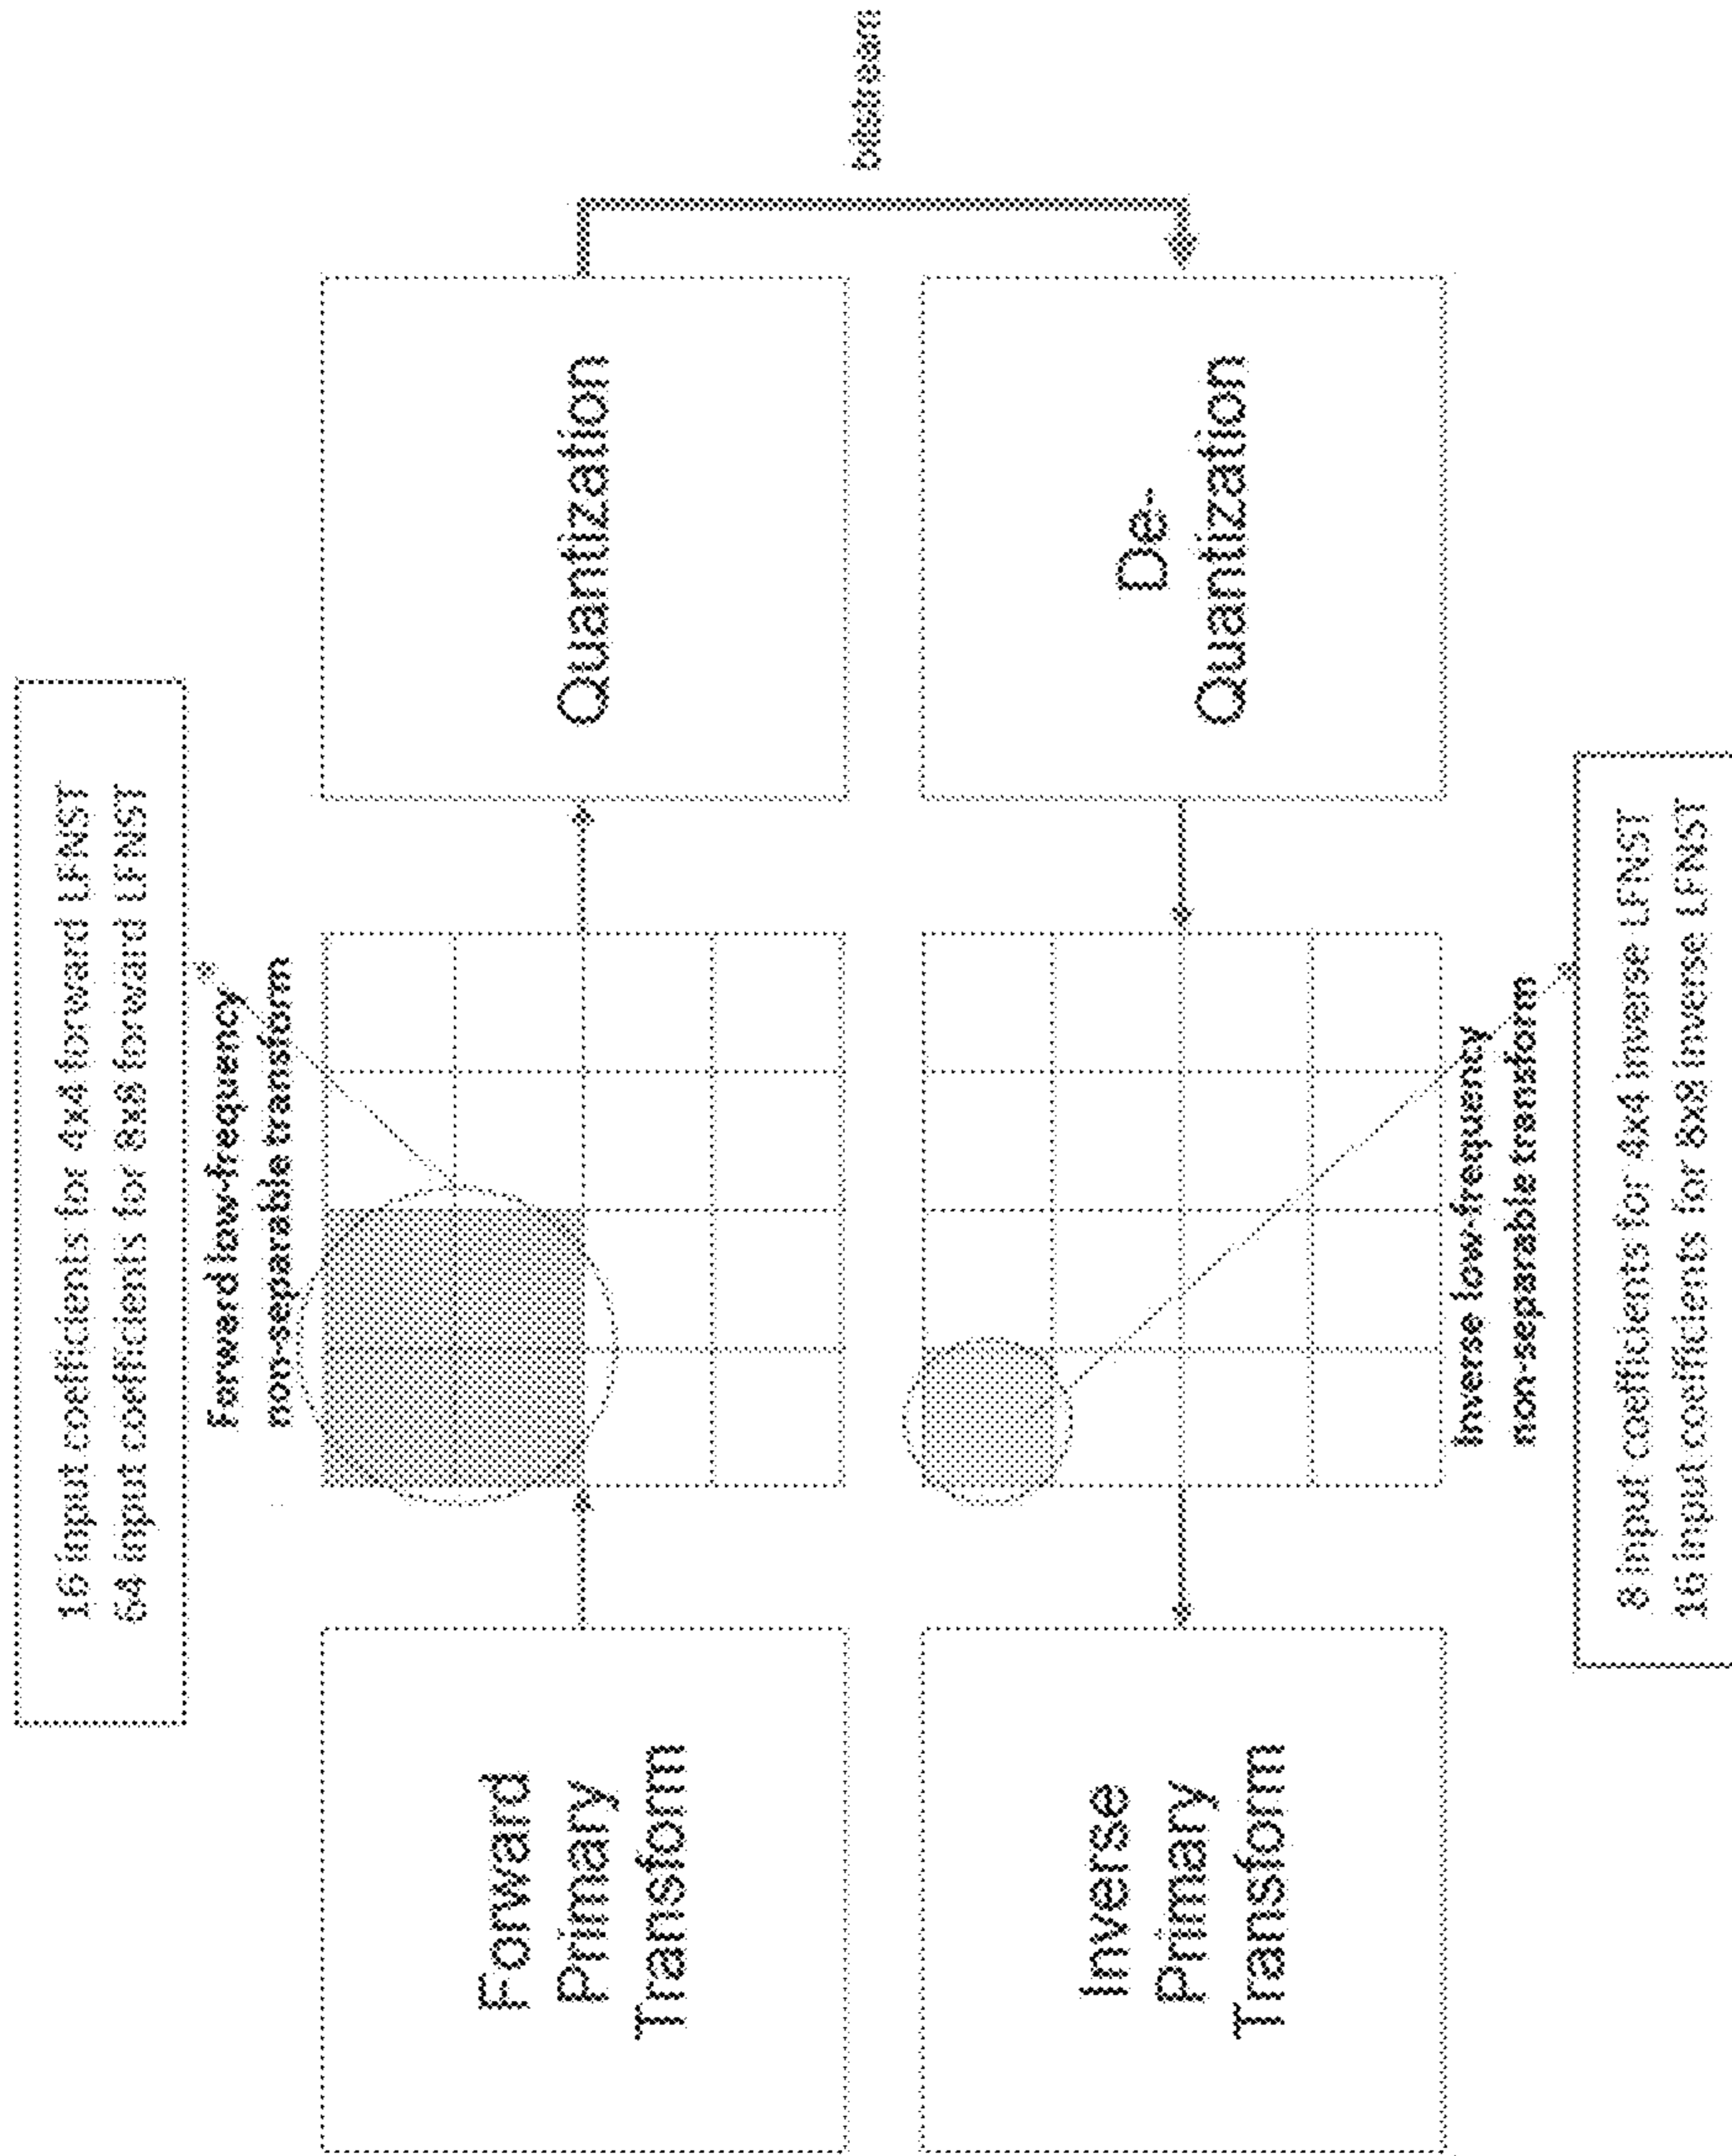 16 input coefficients for 4x4 forward LFNST
64 input coefficients for 8x8 forward LFNST
Forward low-frequency
non-separable transform
Forward
Primary
Transform
Quantization
bitstream
Inverse
Primary
Transform
De-
Quantization
Inverse low-frequency
non-separable transform
8 input coefficients for 4x4 inverse LFNST
16 input coefficients for 8x8 inverse LFNST